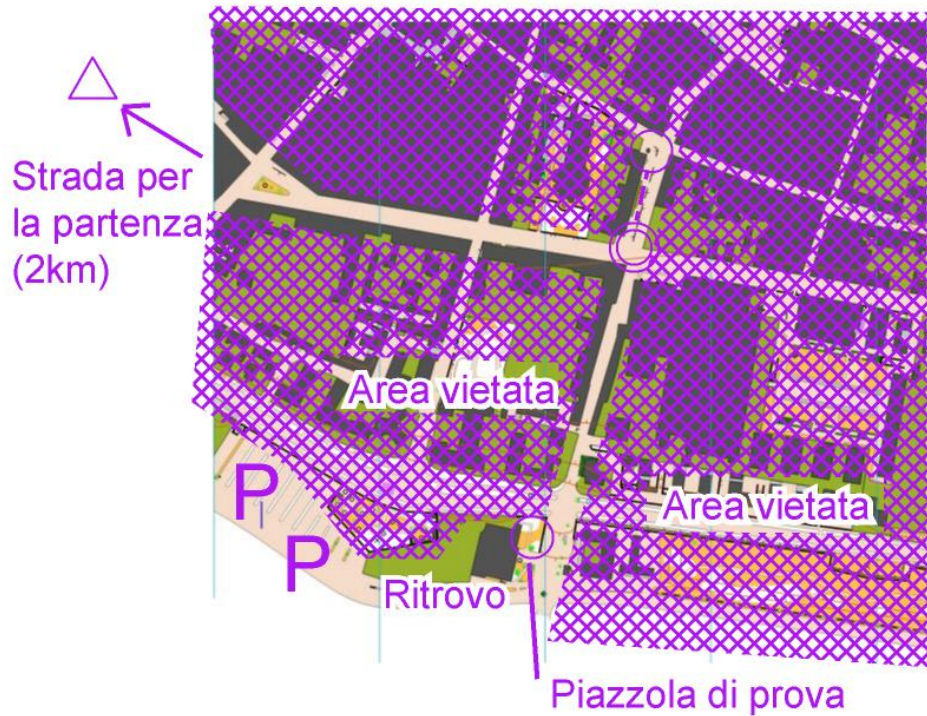 Strada per
la partenza
(2km)
Area vietata
P
Area vietata
P
Ritrovo
Piazzola di prova